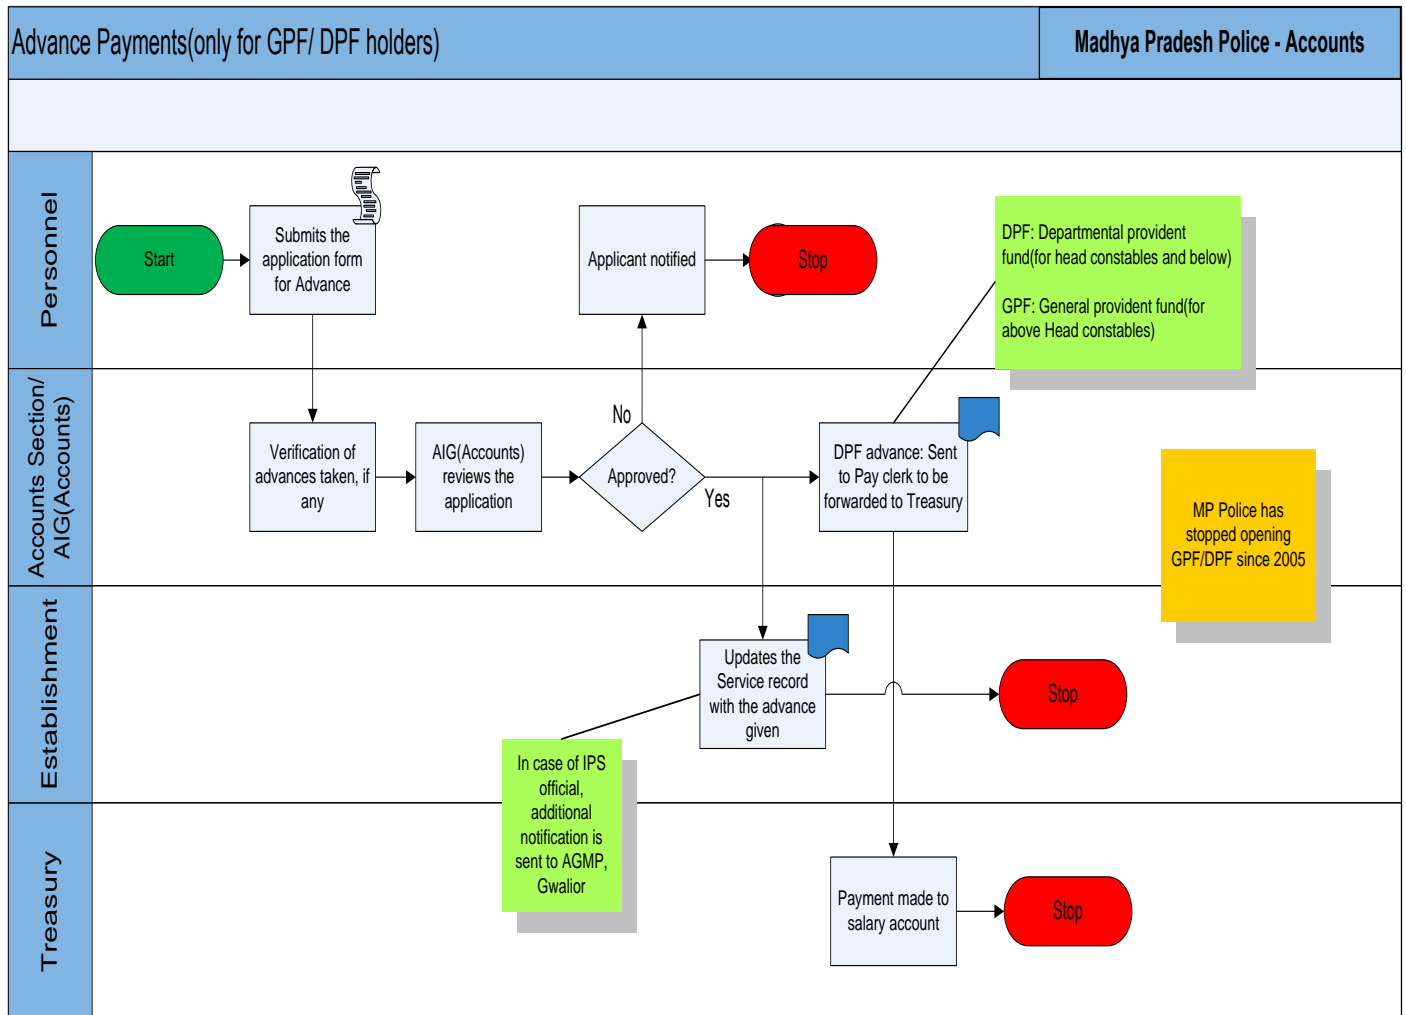 Advance Payments(only for GPF/ DPF holders)
Madhya Pradesh Police - Accounts
Personnel
Start
Submits the
application form
for Advance
Applicant notified
Stop
DPF: Departmental provident
fund(for head constables and below)
GPF: General provident fund(for
above Head constables)
Accounts Section/
AIG(Accounts)
Verification of
advances taken, if
any
AIG(Accounts)
reviews the
application
Approved?
No
Yes
DPF advance: Sent
to Pay clerk to be
forwarded to Treasury
MP Police has
stopped opening
GPF/DPF since 2005
Establishment
Updates the
Service record
with the advance
given
Stop
In case of IPS
official,
additional
notification is
sent to AGMP,
Gwalior
Treasury
Payment made to
salary account
Stop